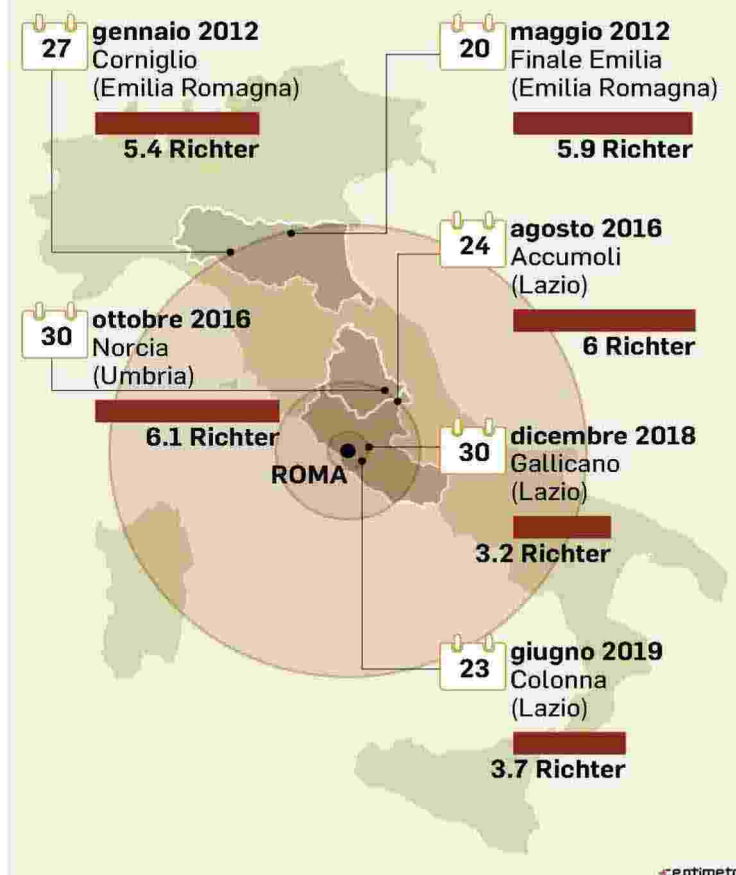 27
gennaio 2012
Corniglio
(Emilia Romagna)
5.4 Richter
20
maggio 2012
Finale Emilia
(Emilia Romagna)
5.9 Richter
24
agosto 2016
Accumoli
(Lazio)
6 Richter
30
ottobre 2016
Norcia
(Umbria)
6.1 Richter
ROMA
30
dicembre 2018
Gallicano
(Lazio)
3.2 Richter
23
giugno 2019
Colonna
(Lazio)
3.7 Richter